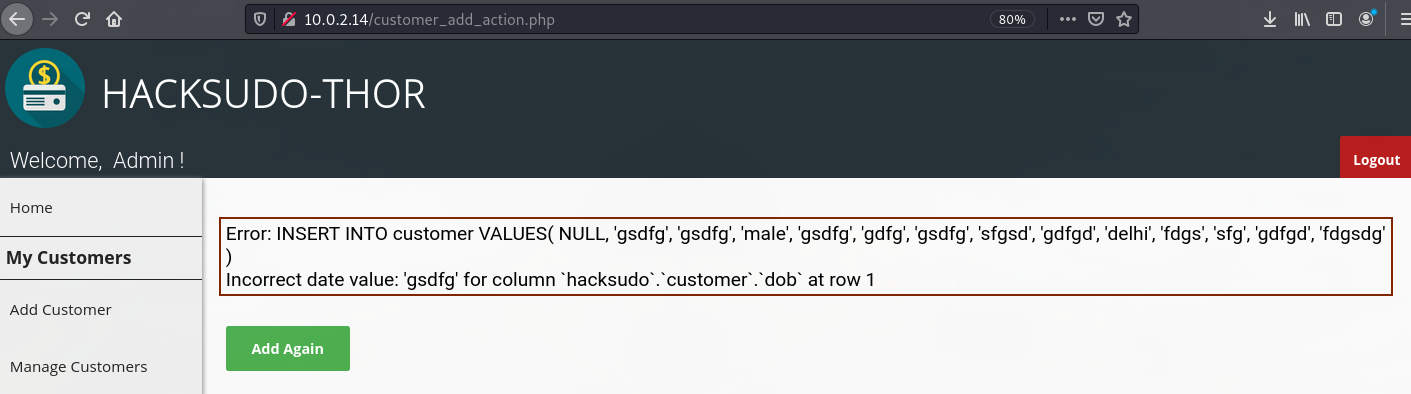 10.0.2.14/customer_add_action.php
80%
HACKSUDO-THOR
Welcome, Admin !
Logout
Home
My Customers
Add Customer
Manage Customers
Error: INSERT INTO customer VALUES( NULL, 'gsdfg', 'gsdfg', 'male', 'gsdfg', 'gdfg', 'gsdfg', 'sfgsd', 'gdfgd', 'delhi', 'fdgs', 'sfg', 'gdfgd', 'fdgsdg'
)
Incorrect date value: 'gsdfg' for column `hacksudo`.`customer`.`dob` at row 1
Add Again